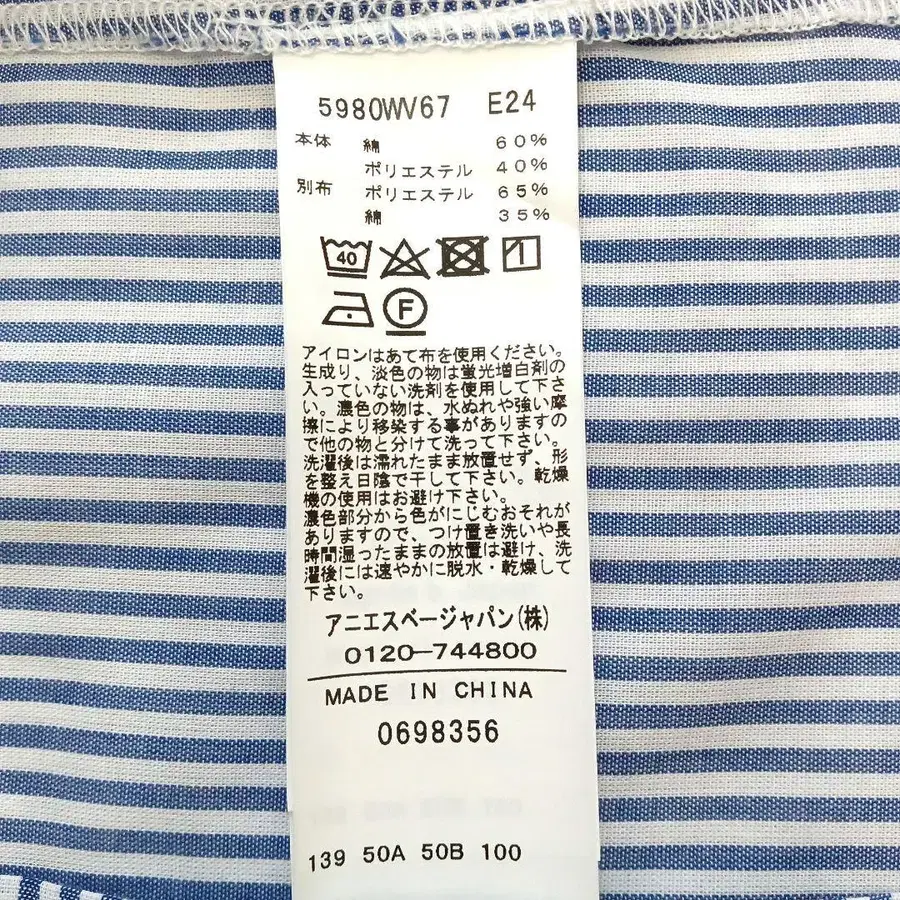 5980WV67 E24
本体 綿 60%
ポリエステル 40%
別布 ポリエステル 65%
綿 35%
40
F
アイロンはあて布を使用ください。
生成り、淡色の物は蛍光増白剤の
入っていない洗剤を使用して下さ
い。濃色の物は、水ぬれや強い摩
擦により移染する事がありますの
で他の物と分けて洗って下さい。
洗濯後は濡れたまま放置せず、形
を整え日陰で干して下さい。乾燥
機の使用はお避け下さい。
濃色部分から色がにじむおそれが
ありますので、つけ置き洗いや長
時間湿ったままの放置は避け、洗
濯後には速やかに脱水・乾燥して
下さい。
アニエスベージャパン(株)
0120-744800
MADE IN CHINA
0698356
139 50A 50B 100